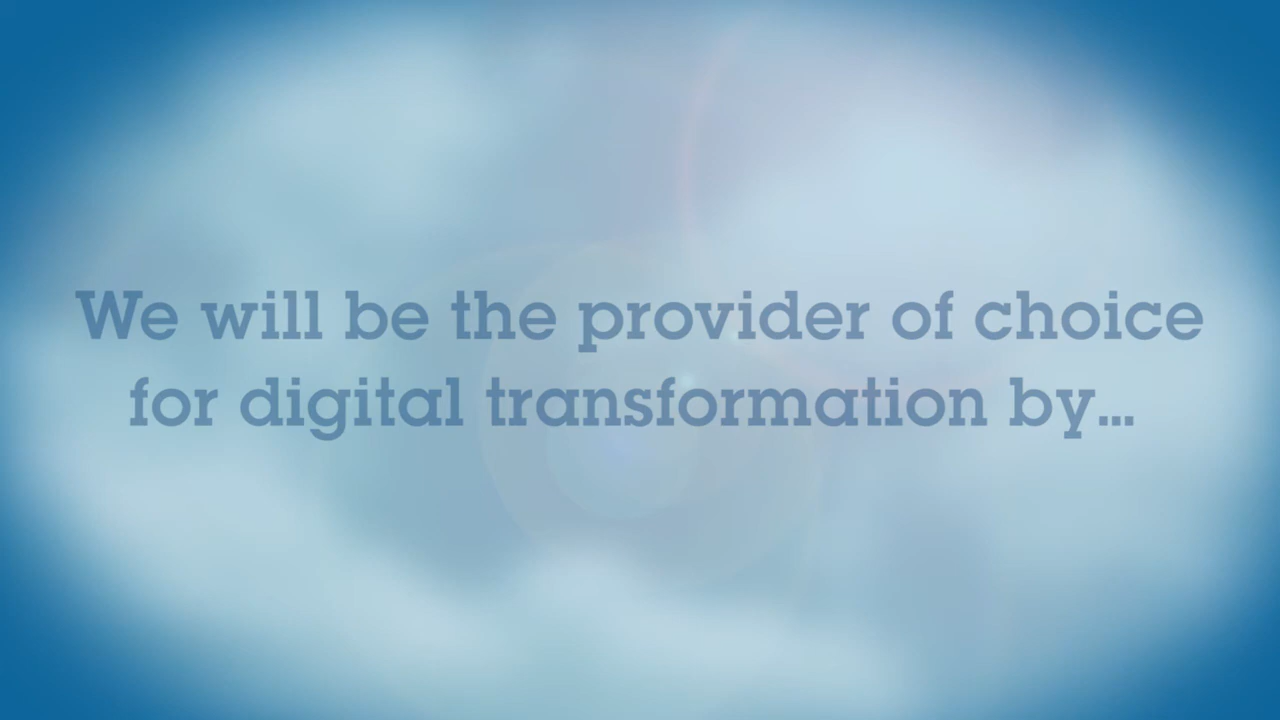 We will be the provider of choice
for digital transformation by...